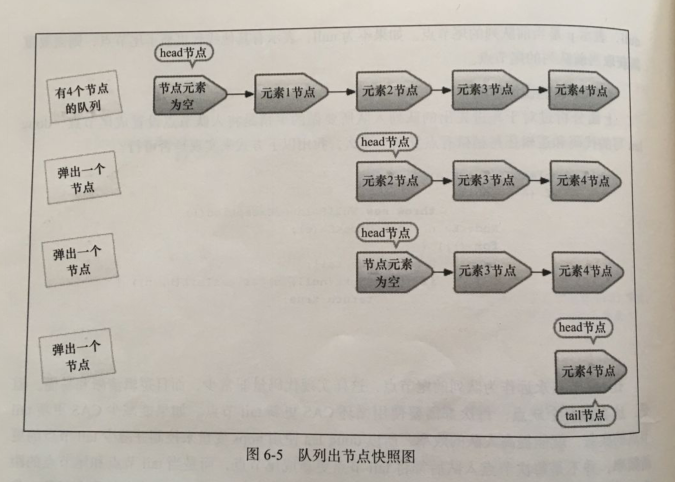 head节点
有4个节点
的队列
节点元素
为空
元素1节点
元素2节点
元素3节点
元素4节点
弹出一个
节点
head节点
元素2节点
元素3节点
元素4节点
弹出一个
节点
head节点
节点元素
为空
元素3节点
元素4节点
弹出一个
节点
head节点
元素4节点
tail节点
图 6-5 队列出节点快照图